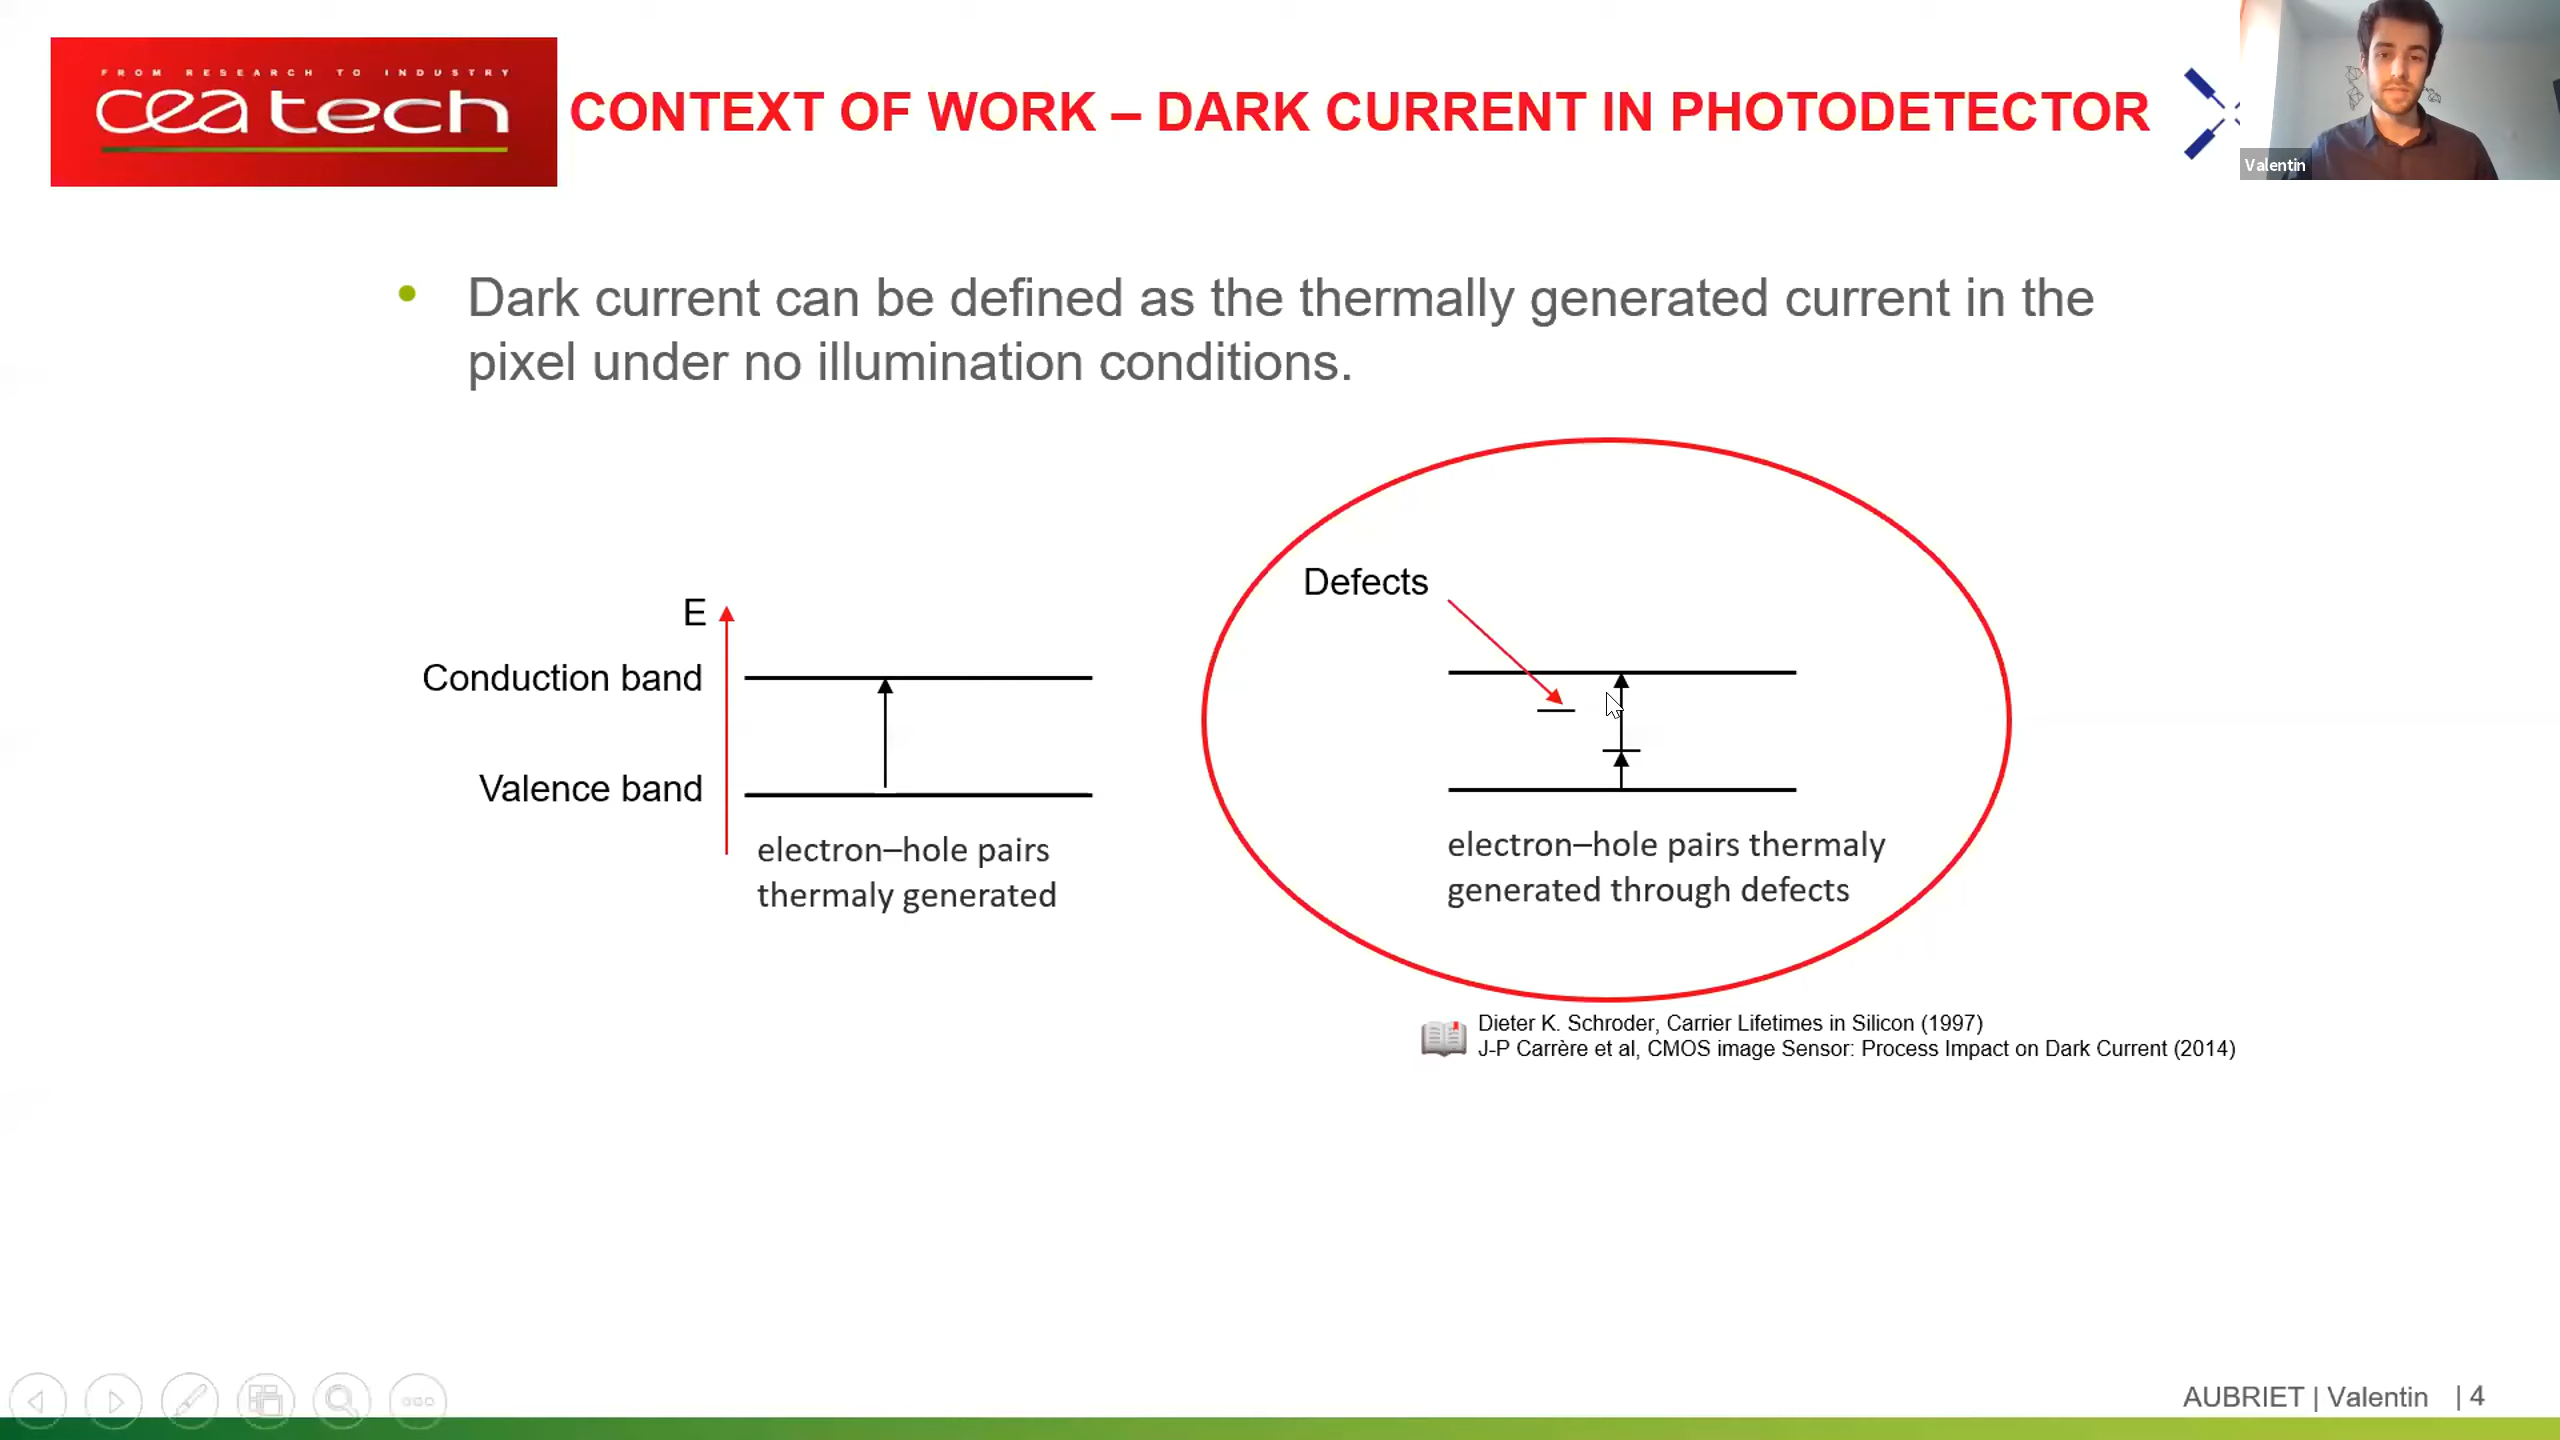 FROM RESEARCH TO INDUSTRY
cea tech
CONTEXT OF WORK – DARK CURRENT IN PHOTODETECTOR
Valentin
• Dark current can be defined as the thermally generated current in the
pixel under no illumination conditions.
E
Conduction band
Valence band
electron–hole pairs
thermaly generated
Defects
electron–hole pairs thermaly
generated through defects
Dieter K. Schroder, Carrier Lifetimes in Silicon (1997)
J-P Carrère et al, CMOS image Sensor: Process Impact on Dark Current (2014)
AUBRIET | Valentin | 4